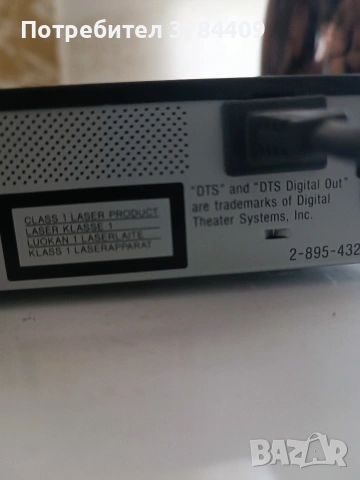 Потребител 3784409
"DTS" and "DTS Digital Out"
are trademarks of Digital
Theater Systems, Inc.
CLASS 1 LASER PRODUCT
LASER KLASSE 1
LUOKAN 1 LASERLAITE
KLASS 1 LASERAPPARAT
2-895-432
BAZAR